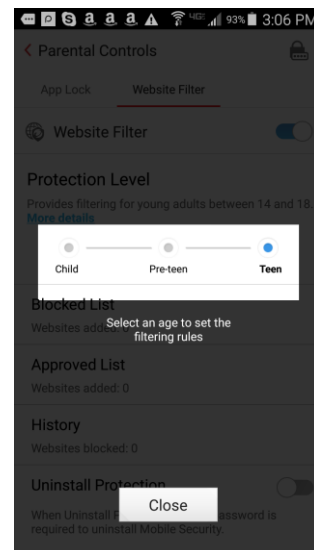 4GE 93% 3:06 PM
Parental Controls
App Lock Website Filter
Website Filter
Protection Level
Provides filtering for young adults between 14 and 18.
More details
Child Pre-teen Teen
Blocked List
Websites added: 0
Select an age to set the
filtering rules
Approved List
Websites added: 0
History
Websites blocked: 0
Uninstall Protection
Close
When Uninstall password is
required to uninstall Mobile Security.